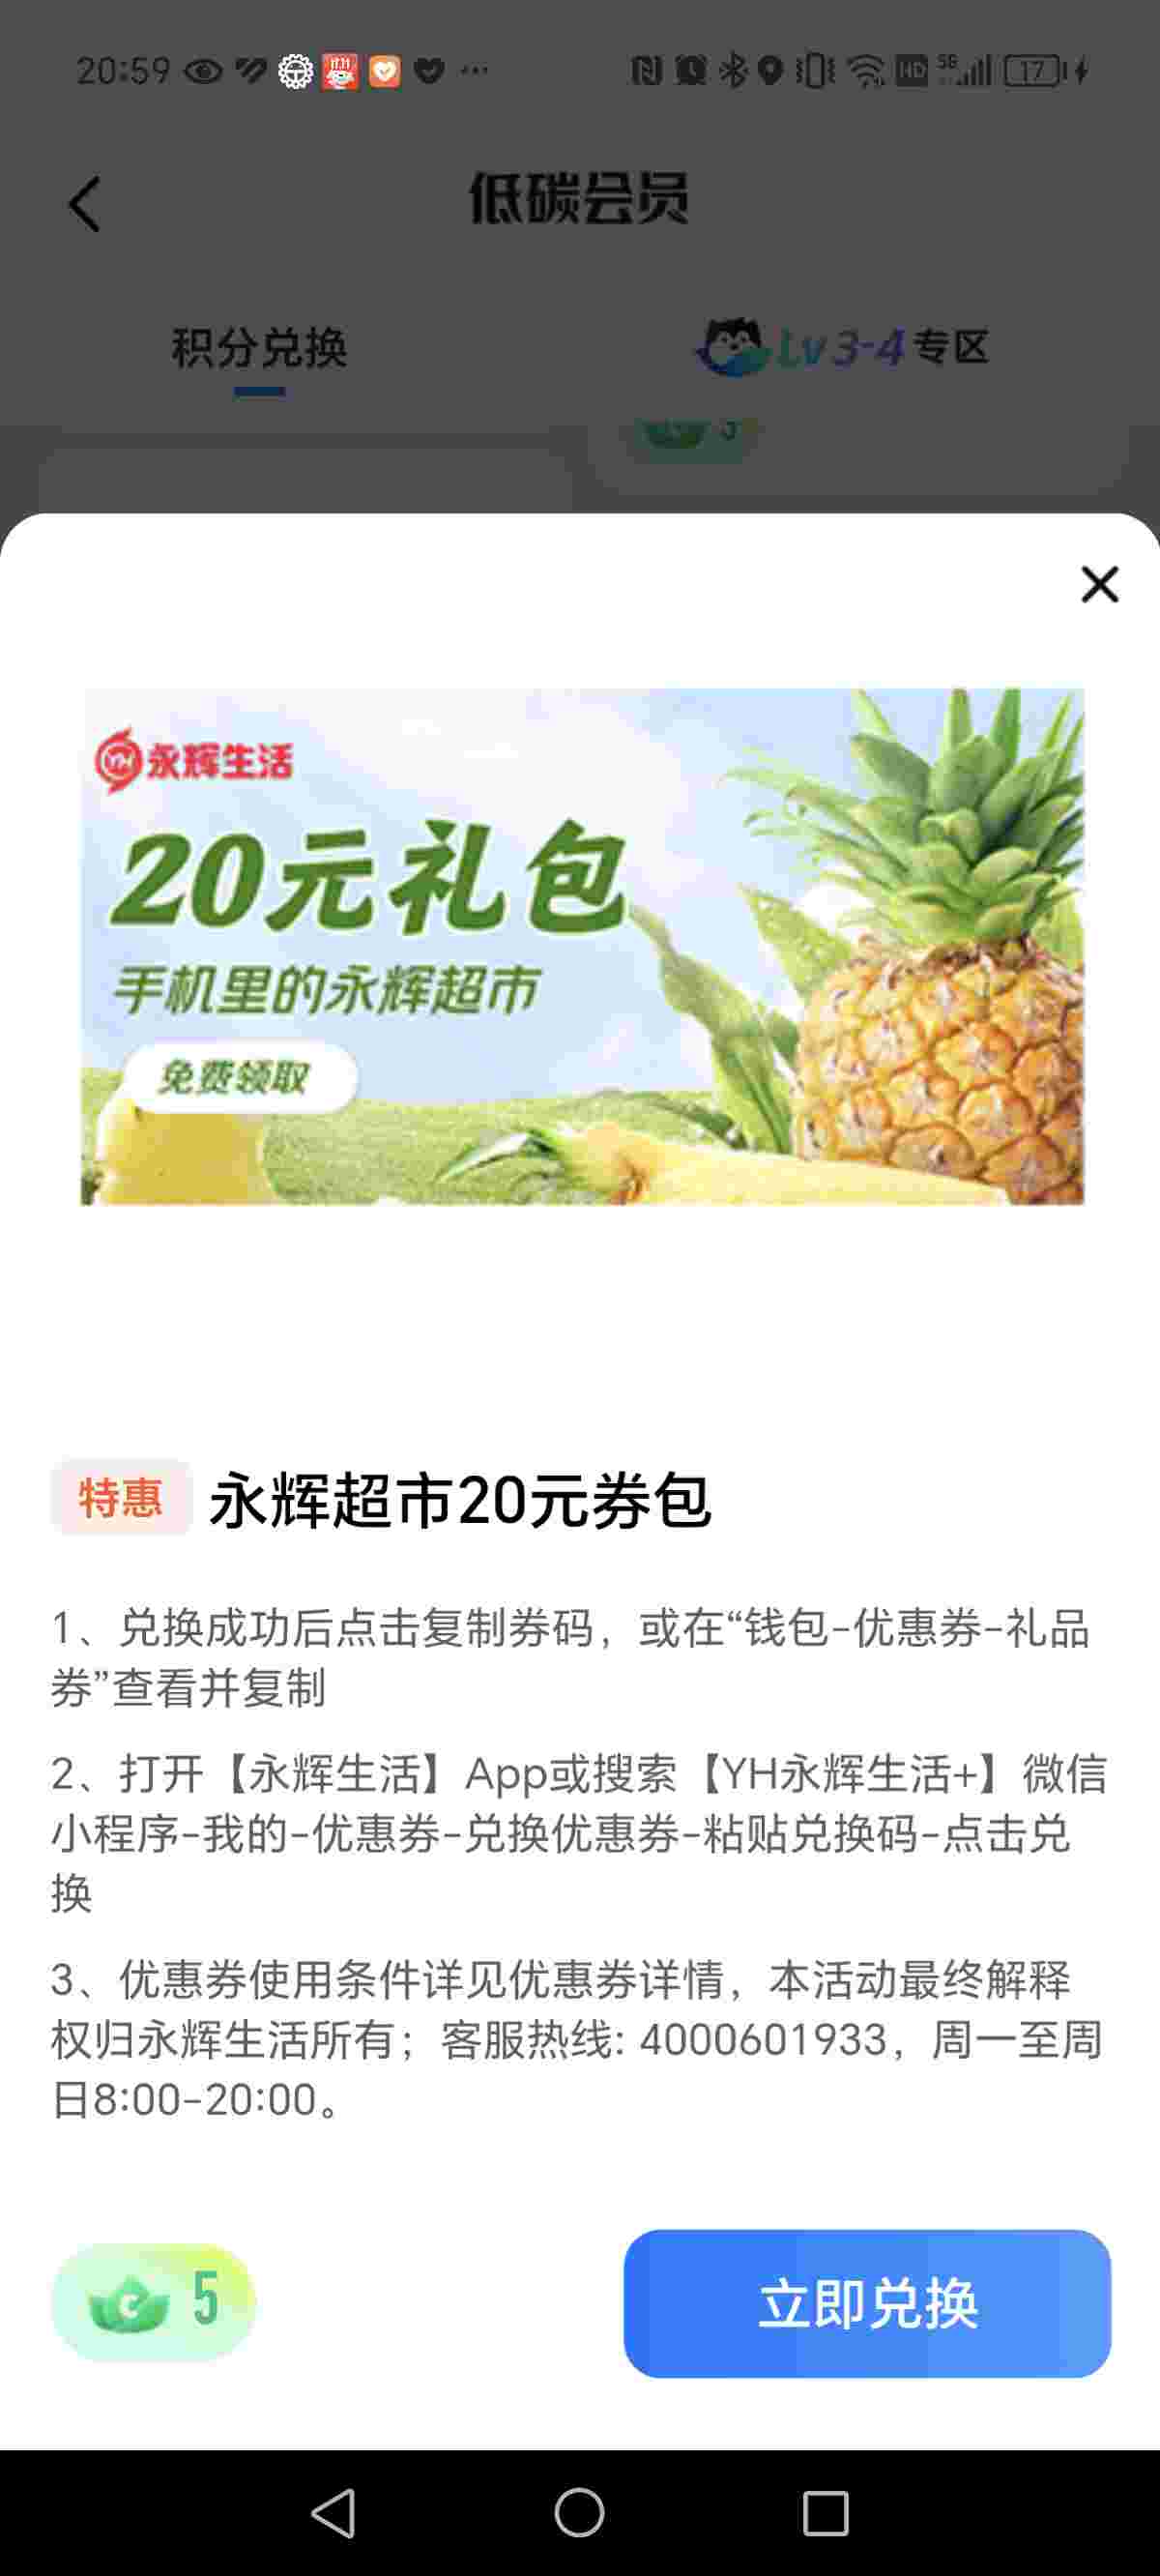 20:59
HD 5G 17
低碳会员
积分兑换
Lv 3-4 专区
永辉生活
20元礼包
手机里的永辉超市
免费领取
特惠 永辉超市20元券包
1、兑换成功后点击复制券码，或在“钱包-优惠券-礼品
券”查看并复制
2、打开【永辉生活】App或搜索【YH永辉生活+】微信
小程序-我的-优惠券-兑换优惠券-粘贴兑换码-点击兑
换
3、优惠券使用条件详见优惠券详情，本活动最终解释
权归永辉生活所有；客服热线: 4000601933，周一至周
日8:00-20:00。
5
立即兑换